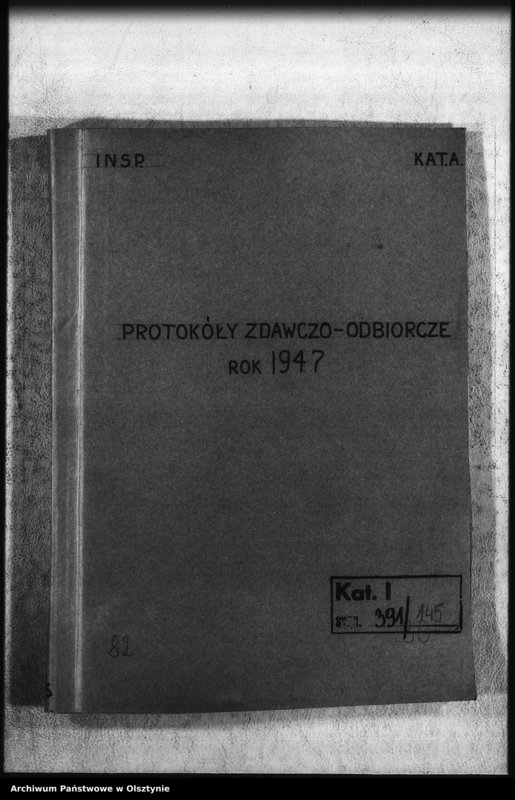 INSP. KAT.A.
PROTOKÓŁY ZDAWCZO-ODBIORCZE
ROK 1947
Kat. I
391/145
82
Archiwum Państwowe w Olsztynie